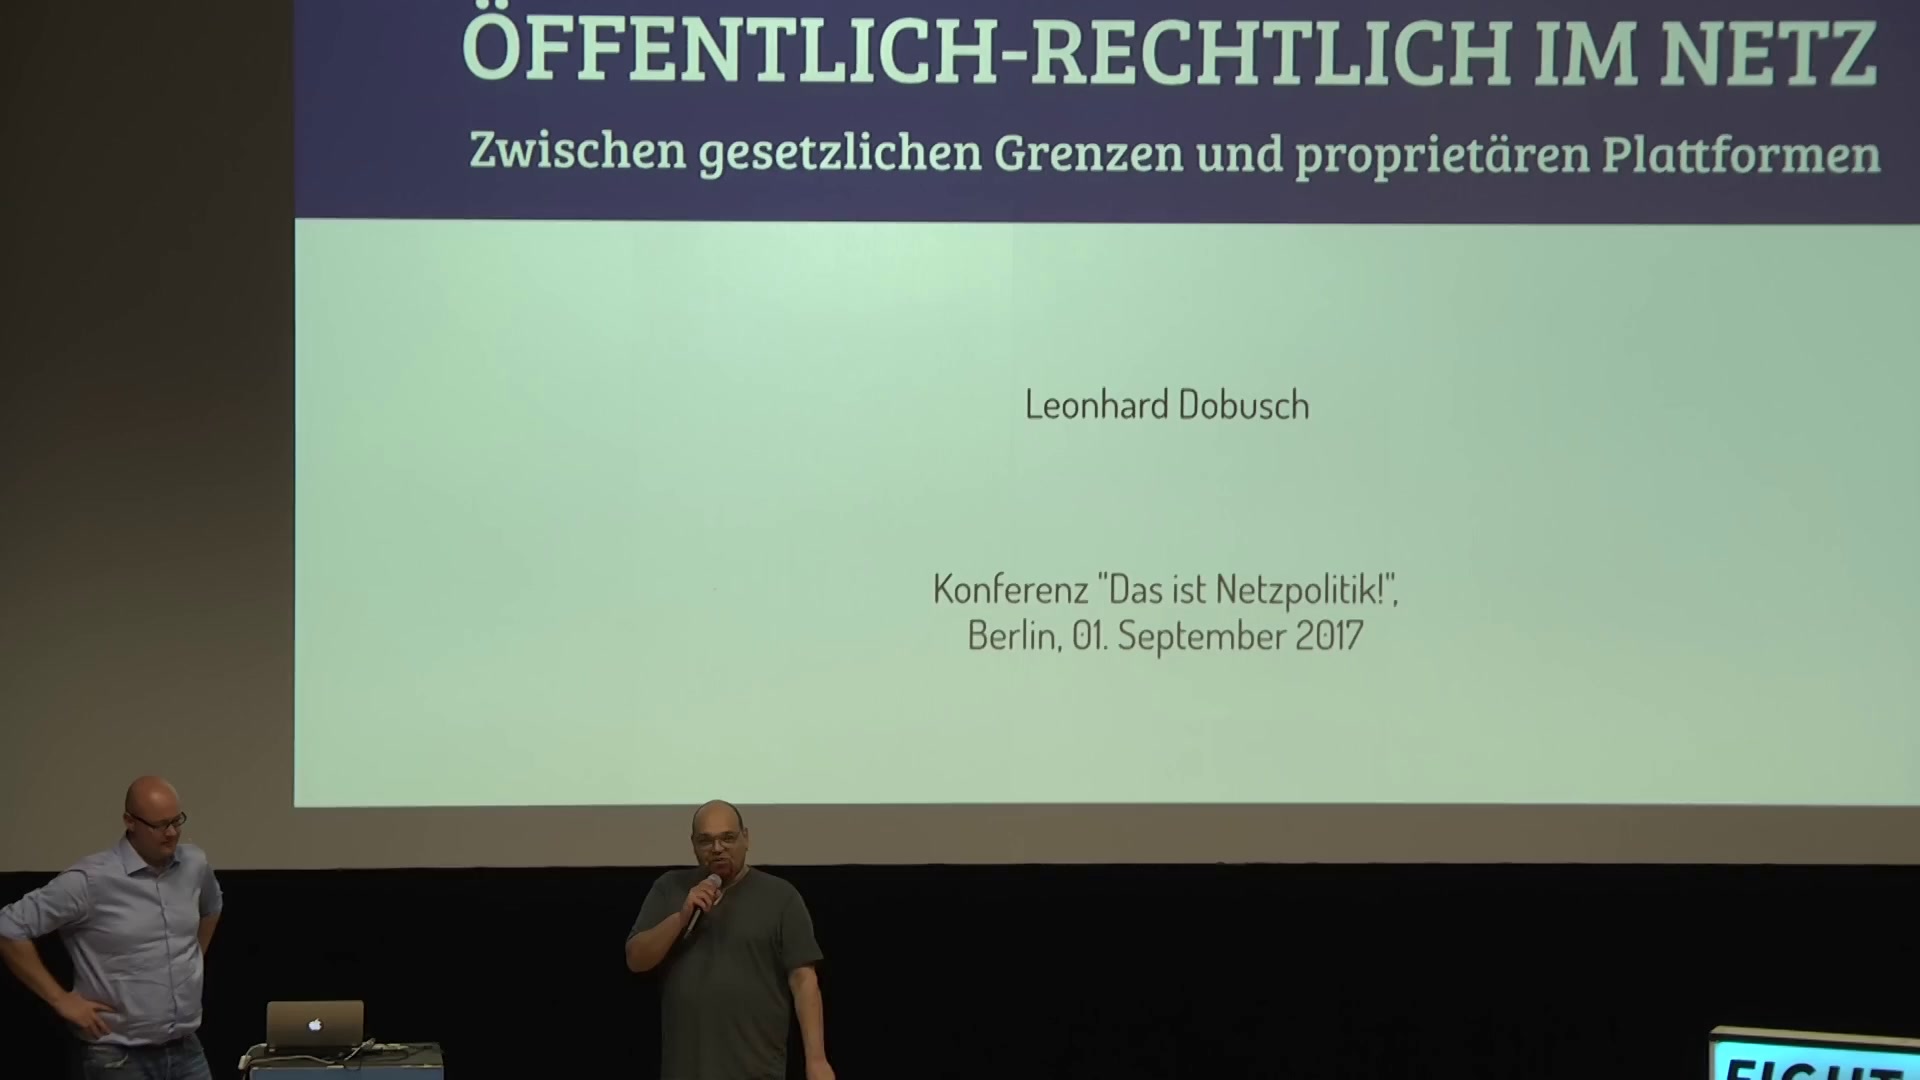 ÖFFENTLICH-RECHTLICH IM NETZ
Zwischen gesetzlichen Grenzen und proprietären Plattformen
Leonhard Dobusch
Konferenz "Das ist Netzpolitik!",
Berlin, 01. September 2017
FIGHT